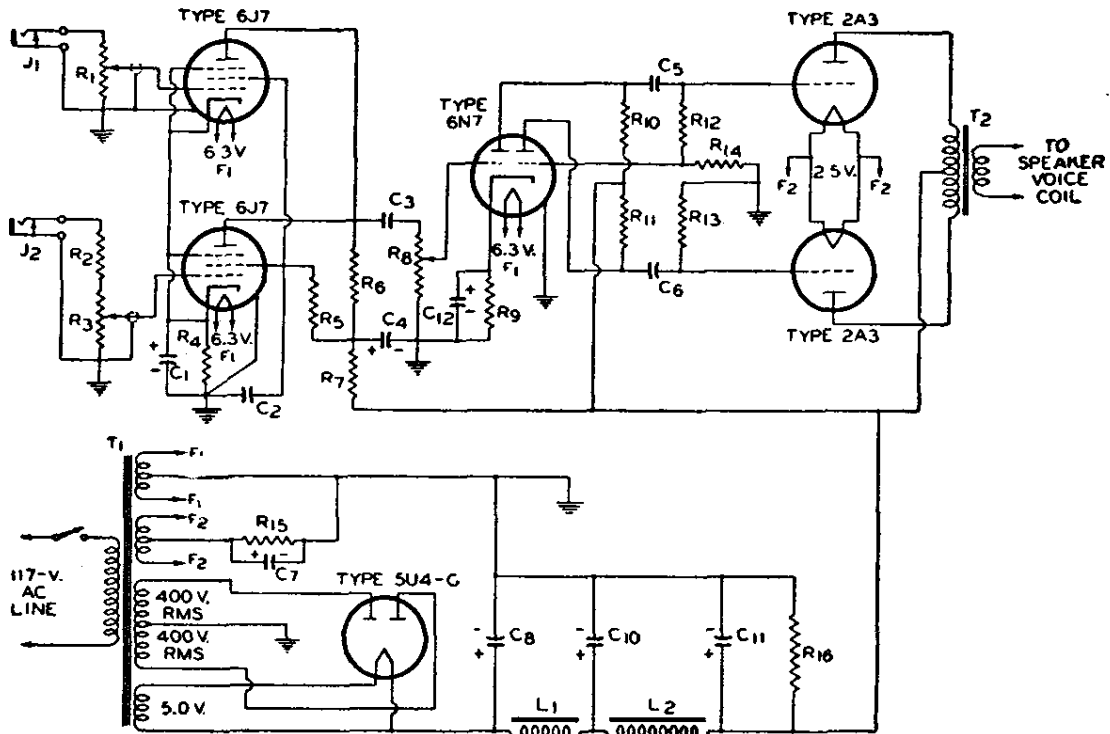 TYPE 6J7
J1
R1
6.3V.
F1
TYPE 6J7
J2
R2
R3
R4
6.3V.
F1
C1
C2
R5
R6
R7
C3
C4
R8
C12
R9
TYPE
6N7
6.3V.
F1
C5
R10
R12
R14
R11
R13
C6
TYPE 2A3
F2
2.5V.
F2
TYPE 2A3
T2
TO
SPEAKER
VOICE
COIL
T1
F1
F1
F2
F2
R15
C7
117-V.
AC
LINE
400 V.
RMS
400 V.
RMS
5.0 V.
TYPE 5U4-G
C8
C10
C11
R16
L1
L2